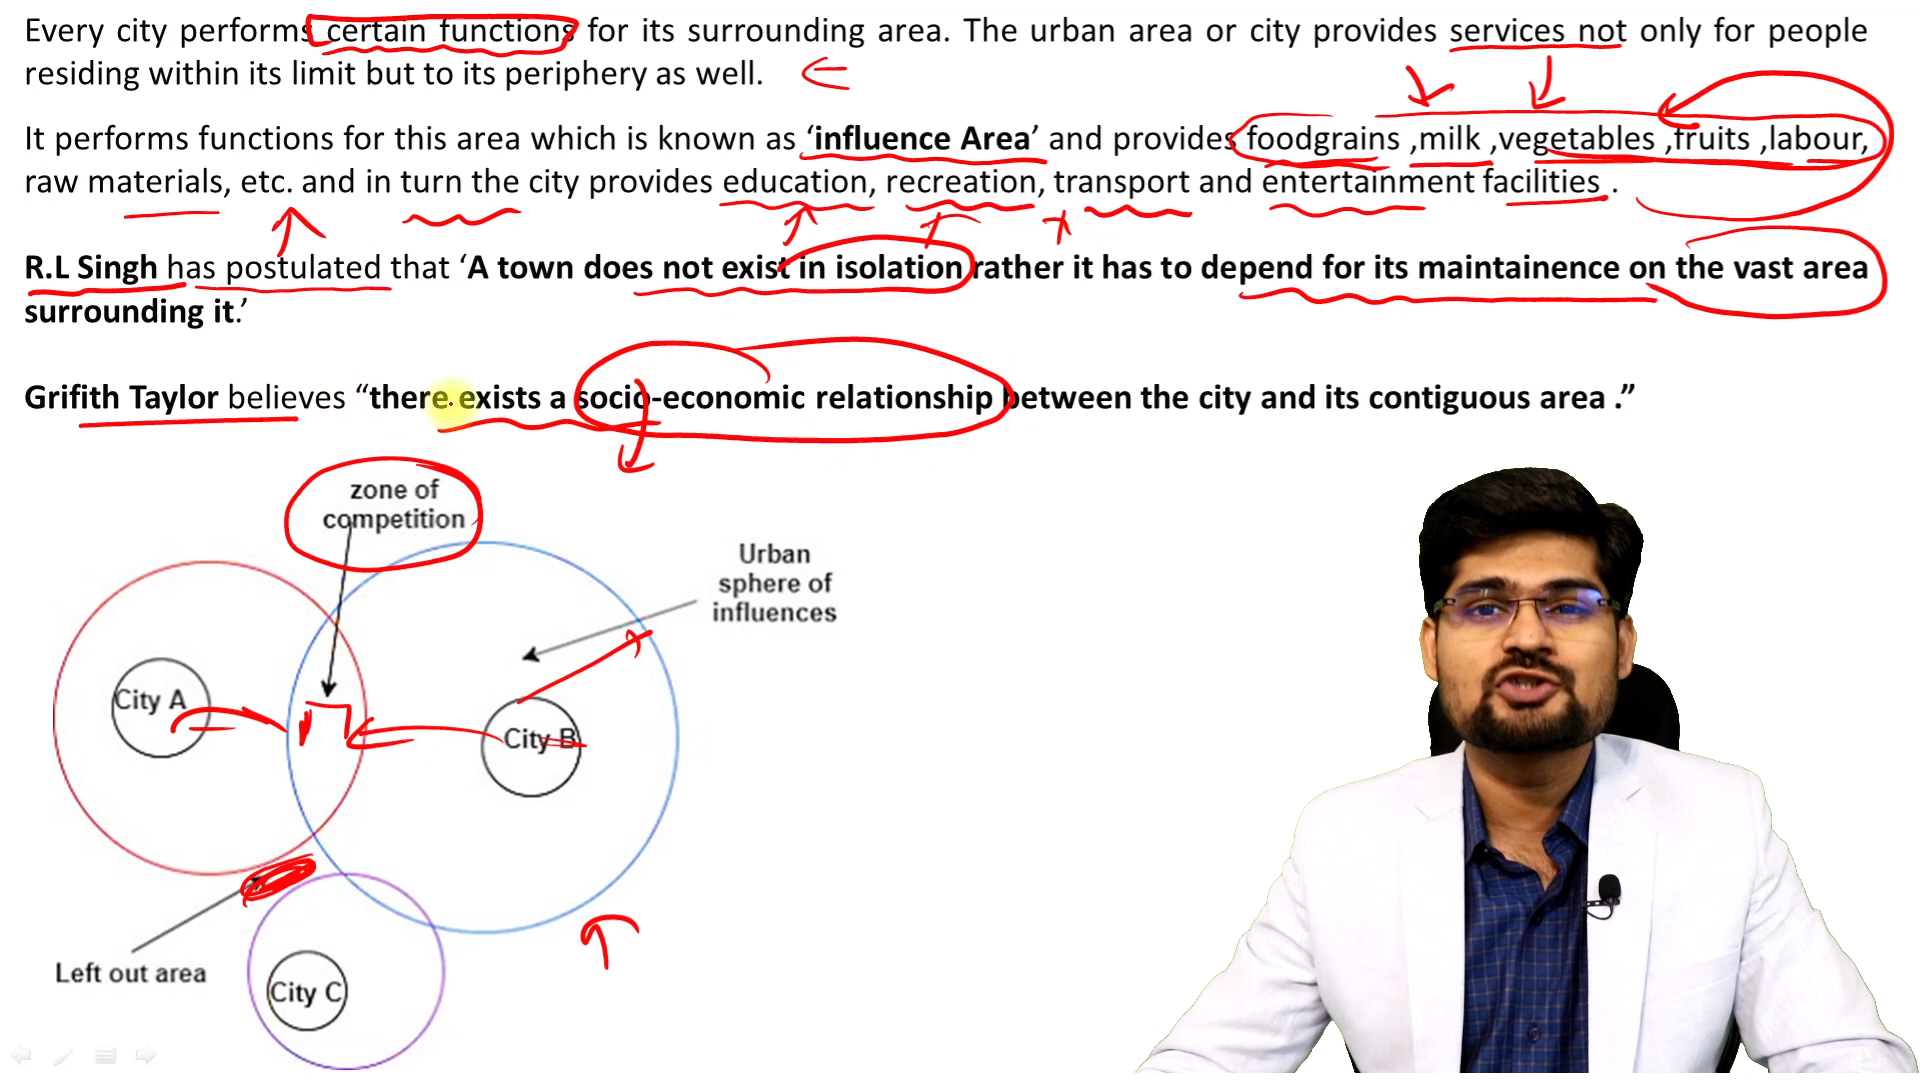 Every city performs certain functions for its surrounding area. The urban area or city provides services not only for people
residing within its limit but to its periphery as well.
It performs functions for this area which is known as ‘influence Area’ and provides foodgrains ,milk ,vegetables ,fruits ,labour,
raw materials, etc. and in turn the city provides education, recreation, transport and entertainment facilities .
R.L Singh has postulated that ‘A town does not exist in isolation rather it has to depend for its maintainence on the vast area
surrounding it.’
Grifith Taylor believes “there exists a socio-economic relationship between the city and its contiguous area .”
zone of
competition
Urban
sphere of
influences
City A
City B
Left out area
City C